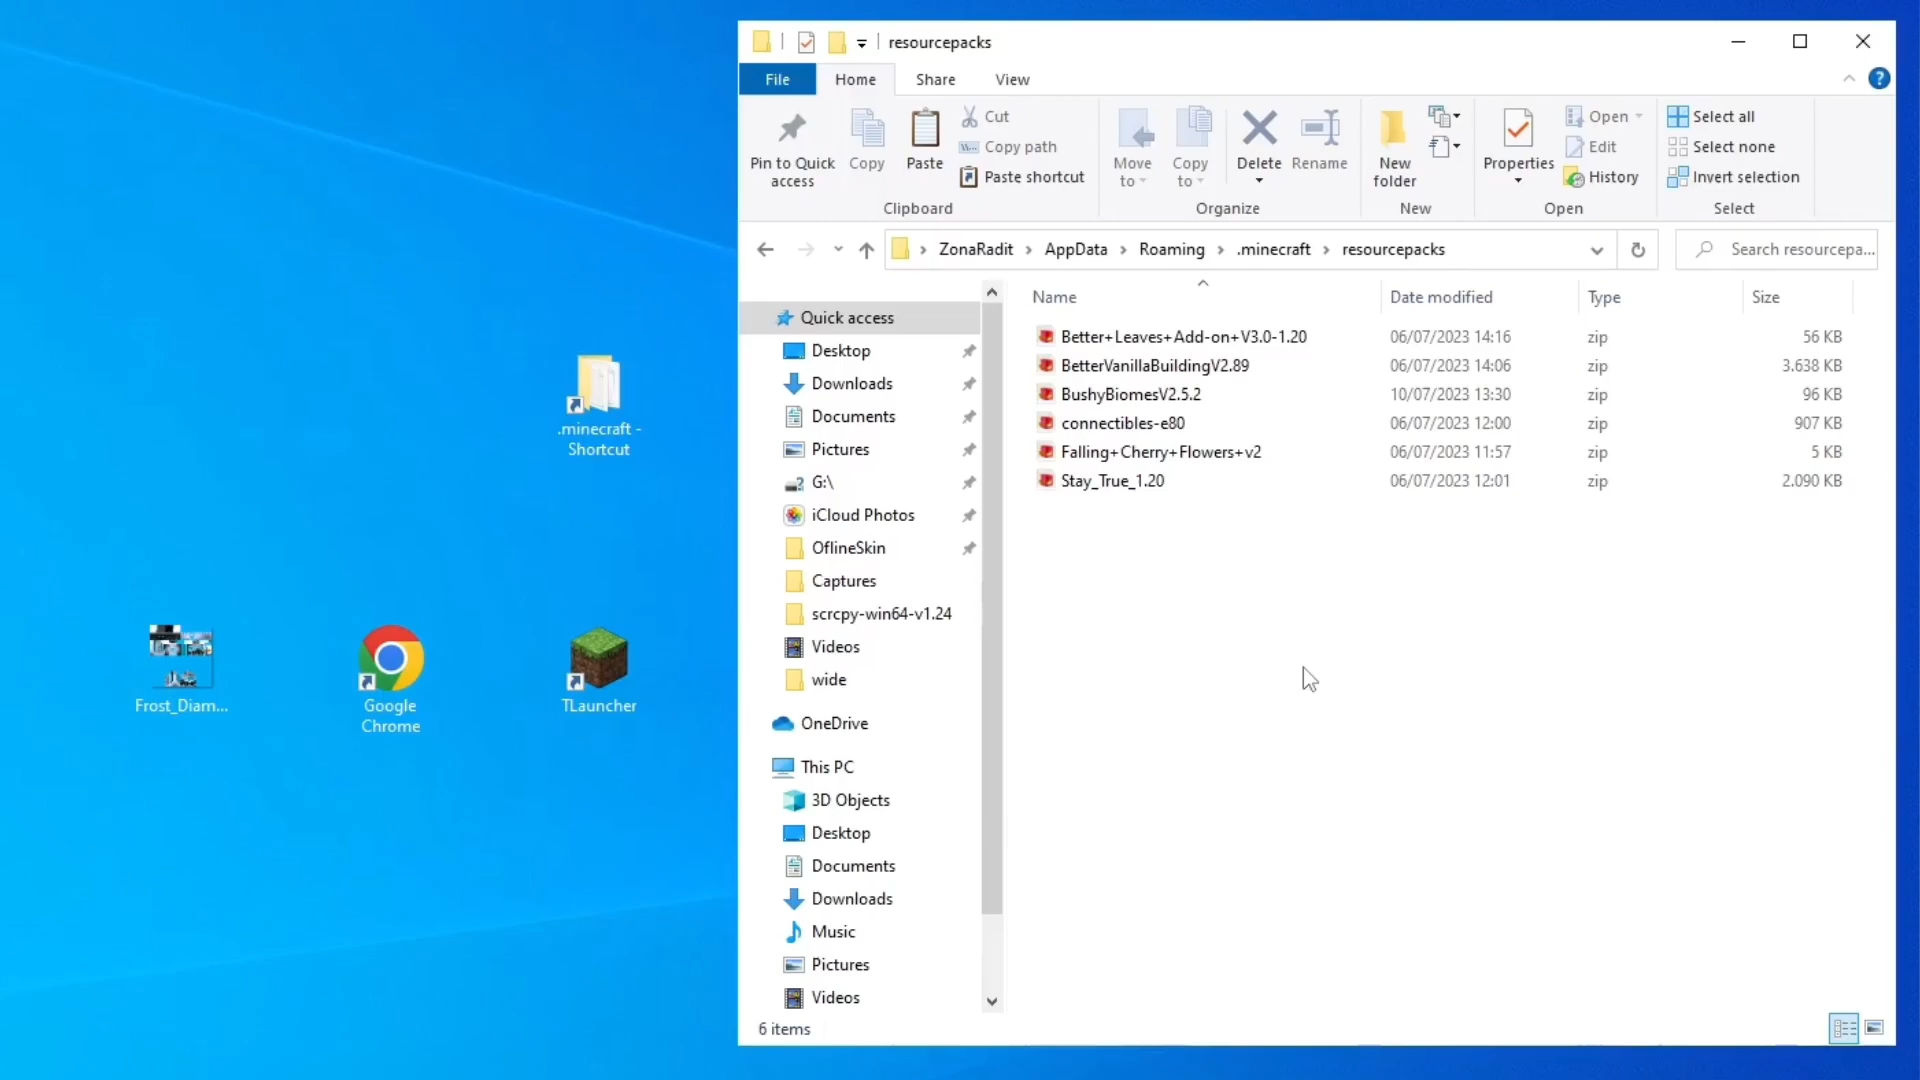 resourcepacks
File
Home
Share
View
Pin to Quick
access
Copy
Paste
Cut
Copy path
Paste shortcut
Clipboard
Move
to
Copy
to
Delete
Rename
Organize
New
folder
New
Properties
Open
Edit
History
Open
Select all
Select none
Invert selection
Select
ZonaRadit
AppData
Roaming
.minecraft
resourcepacks
Search resourcepa...
Quick access
Desktop
Downloads
Documents
Pictures
G:\
iCloud Photos
OflineSkin
Captures
scrcpy-win64-v1.24
Videos
wide
OneDrive
This PC
3D Objects
Desktop
Documents
Downloads
Music
Pictures
Videos
Name Date modified Type Size
Better+Leaves+Add-on+V3.0-1.20 06/07/2023 14:16 zip 56 KB
BetterVanillaBuildingV2.89 06/07/2023 14:06 zip 3.638 KB
BushyBiomesV2.5.2 10/07/2023 13:30 zip 96 KB
connectibles-e80 06/07/2023 12:00 zip 907 KB
Falling+Cherry+Flowers+v2 06/07/2023 11:57 zip 5 KB
Stay_True_1.20 06/07/2023 12:01 zip 2.090 KB
6 items
.minecraft -
Shortcut
Frost_Diam...
Google
Chrome
TLauncher